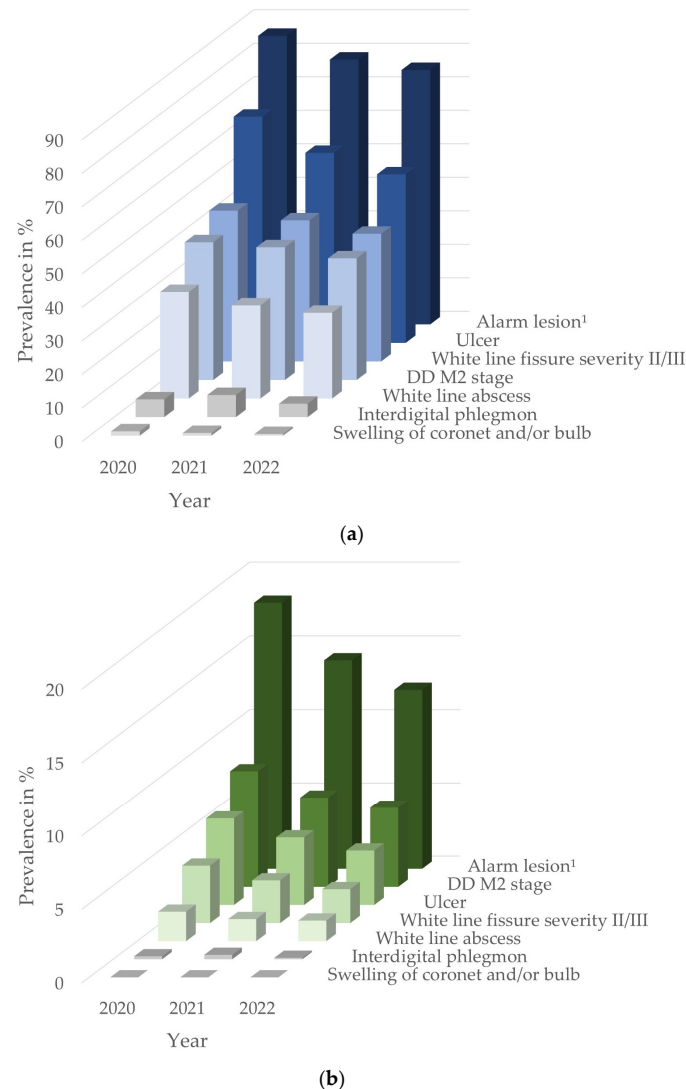 90
80
70
60
50
40
30
20
10
0
Prevalence in %
Alarm lesion¹
Ulcer
White line fissure severity II/III
DD M2 stage
White line abscess
Interdigital phlegmon
Swelling of coronet and/or bulb
2020 2021 2022
Year
(a)
20
15
10
5
0
Prevalence in %
Alarm lesion¹
DD M2 stage
Ulcer
White line fissure severity II/III
White line abscess
Interdigital phlegmon
Swelling of coronet and/or bulb
2020 2021 2022
Year
(b)